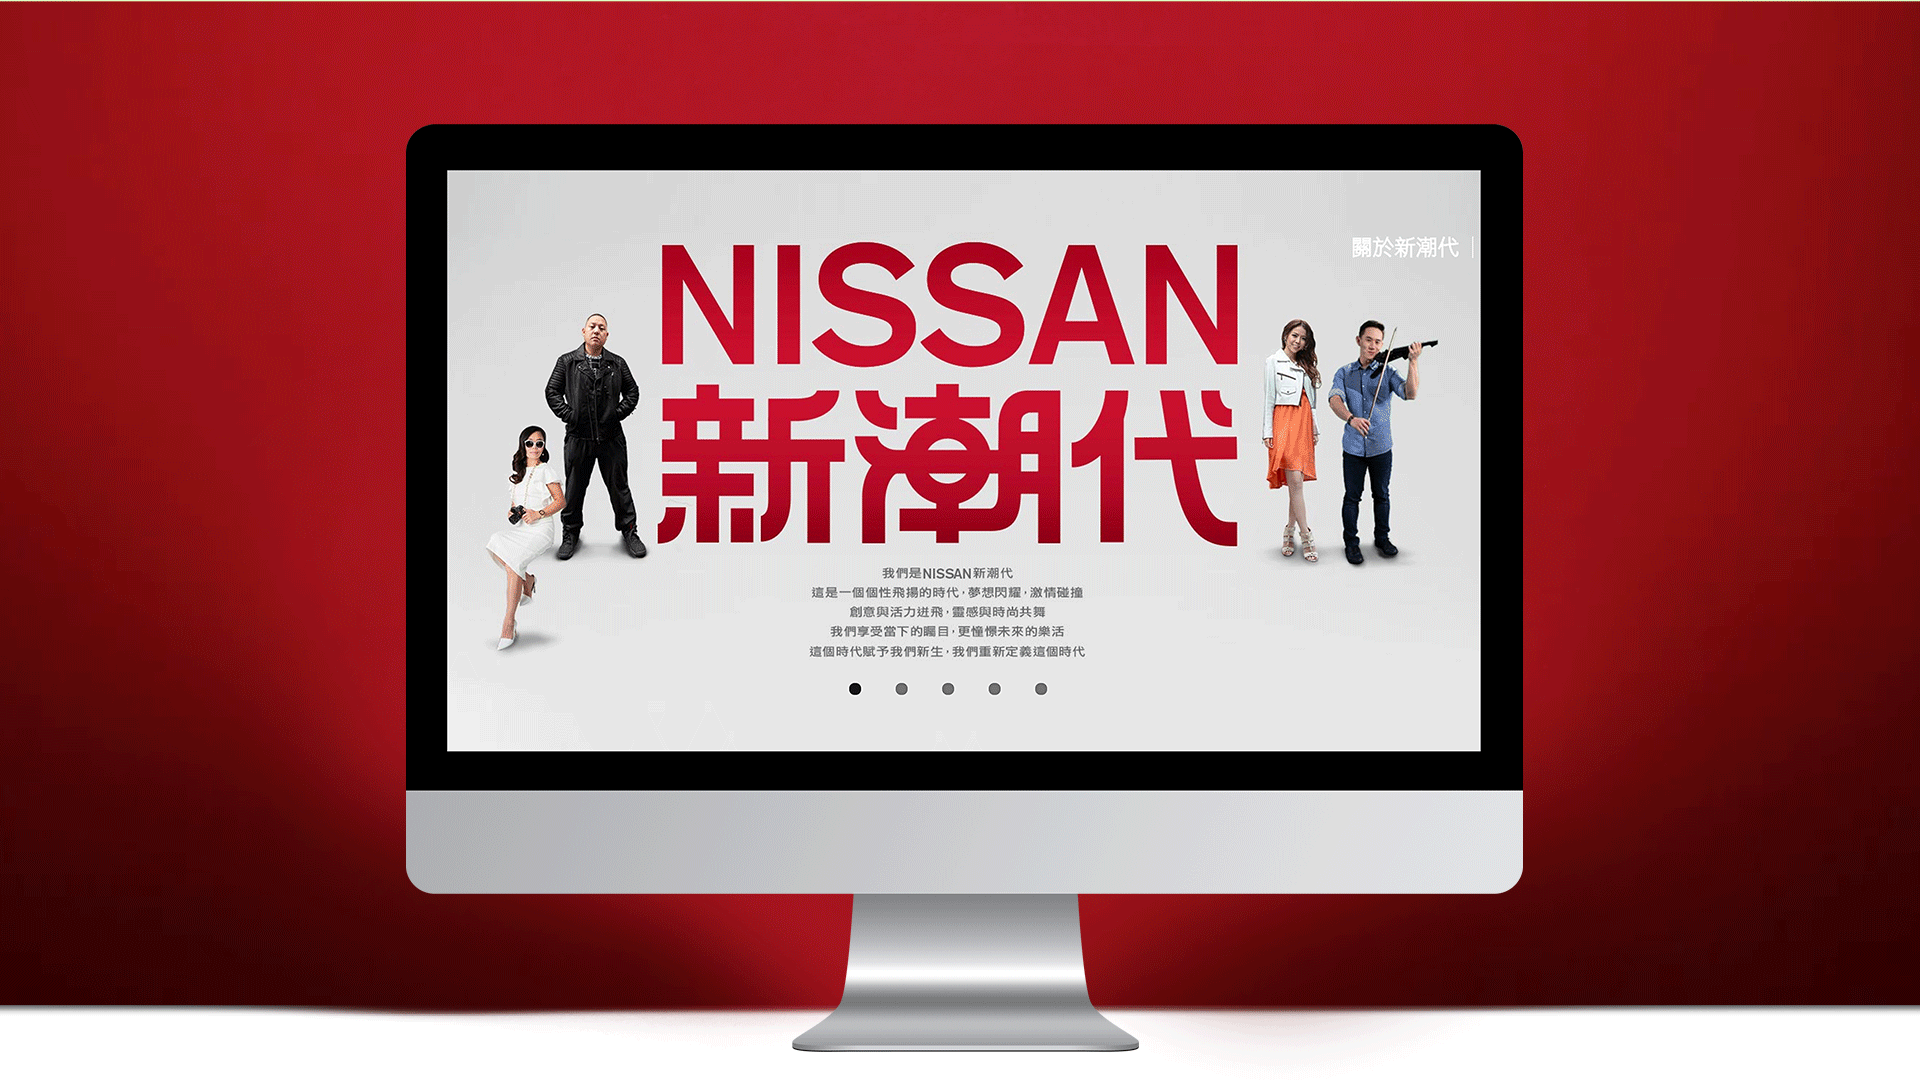 關於新潮代
NISSAN
新潮代
我們是NISSAN新潮代
這是一個個性飛揚的時代，夢想閃耀，激情碰撞
創意與活力迸飛，靈感與時尚共舞
我們享受當下的矚目，更憧憬未來的樂活
這個時代賦予我們新生，我們重新定義這個時代